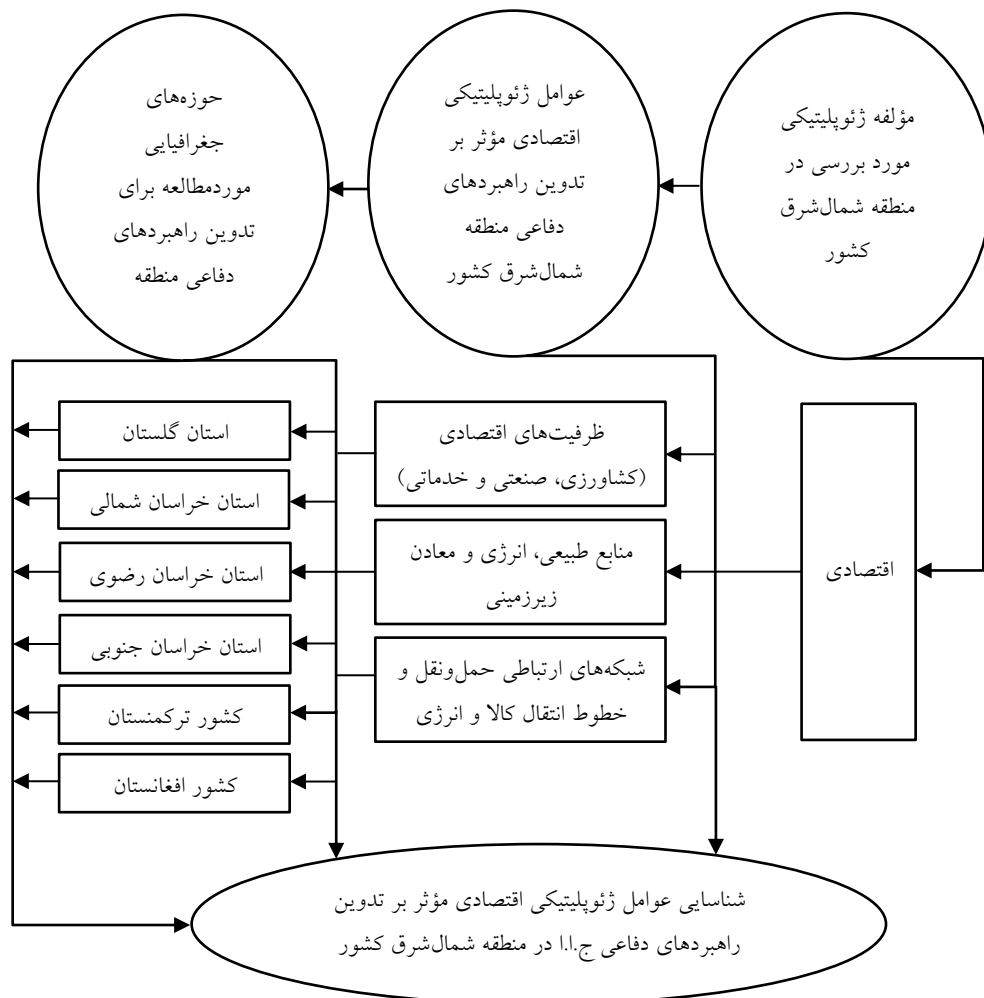 مؤلفه ژئوپلیتیکی
مورد بررسی در
منطقه شمال‌شرق
کشور
عوامل ژئوپلیتیکی
اقتصادی مؤثر بر
تدوین راهبردهای
دفاعی منطقه
شمال‌شرق کشور
حوزه‌های
جغرافیایی
موردمطالعه برای
تدوین راهبردهای
دفاعی منطقه
اقتصادی
ظرفیت‌های اقتصادی
(کشاورزی، صنعتی و خدماتی)
منابع طبیعی، انرژی و معادن
زیرزمینی
شبکه‌های ارتباطی حمل‌ونقل و
خطوط انتقال کالا و انرژی
استان گلستان
استان خراسان شمالی
استان خراسان رضوی
استان خراسان جنوبی
کشور ترکمنستان
کشور افغانستان
شناسایی عوامل ژئوپلیتیکی اقتصادی مؤثر بر تدوین
راهبردهای دفاعی ج.ا.ا در منطقه شمال‌شرق کشور